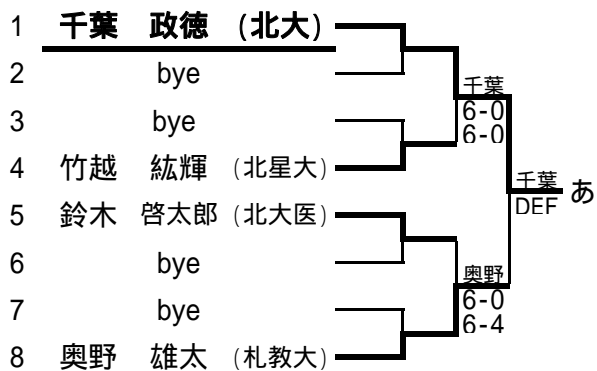 1 千葉 政徳 (北大)
2 bye
3 bye
4 竹越 紘輝 (北星大)
5 鈴木 啓太郎 (北大医)
6 bye
7 bye
8 奥野 雄太 (札教大)
千葉
6-0
6-0
奥野
6-0
6-4
千葉
DEF
あ